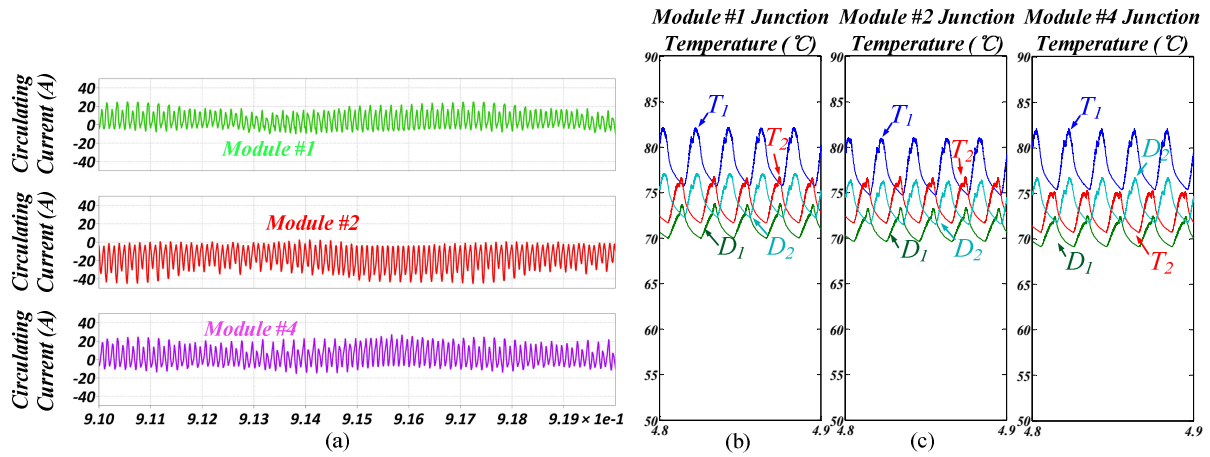 Circulating
Current (A)
40
20
0
-20
-40
Module #1
Circulating
Current (A)
40
20
0
-20
-40
Module #2
Circulating
Current (A)
40
20
0
-20
-40
Module #4
9.10 9.11 9.12 9.13 9.14 9.15 9.16 9.17 9.18 9.19 × 1e-1
(a)
Module #1 Junction
Temperature (℃)
90
85
80
75
70
65
60
55
50
T1
T2
D1
D2
4.8 4.9
(b)
Module #2 Junction
Temperature (℃)
90
85
80
75
70
65
60
55
50
T1
T2
D1
D2
4.8 4.9
(c)
Module #4 Junction
Temperature (℃)
90
85
80
75
70
65
60
55
50
T1
D2
D1
T2
4.8 4.9